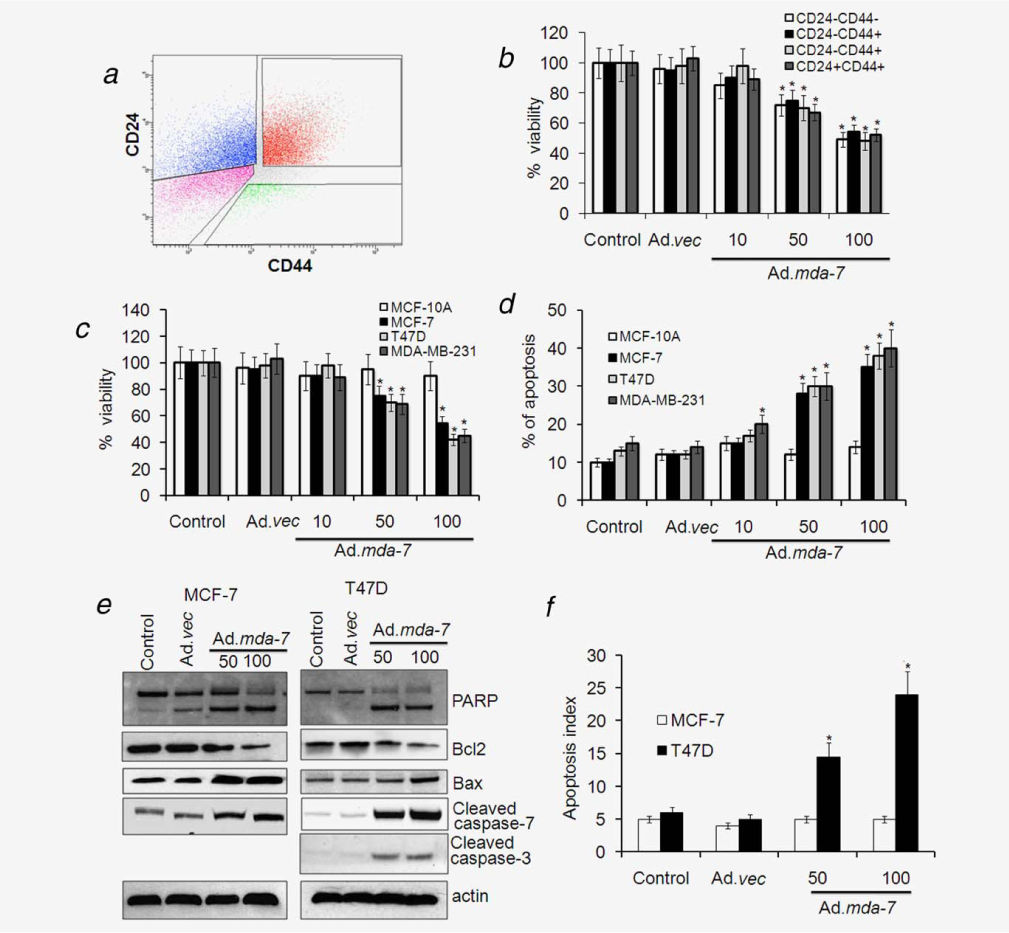 a
CD24
CD44
b
CD24-CD44-
CD24-CD44+
CD24-CD44+
CD24+CD44+
% viability
120
100
80
60
40
20
0
Control Ad.vec 10 50 100
Ad.mda-7
c
MCF-10A
MCF-7
T47D
MDA-MB-231
% viability
140
120
100
80
60
40
20
0
Control Ad.vec 10 50 100
Ad.mda-7
d
MCF-10A
MCF-7
T47D
MDA-MB-231
% of apoptosis
50
40
30
20
10
0
Control Ad.vec 10 50 100
Ad.mda-7
e
MCF-7 T47D
Control Ad.vec Ad.mda-7 Control Ad.vec Ad.mda-7
50 100 50 100
PARP
Bcl2
Bax
Cleaved
caspase-7
Cleaved
caspase-3
actin
f
MCF-7
T47D
Apoptosis index
30
25
20
15
10
5
0
Control Ad.vec 50 100
Ad.mda-7